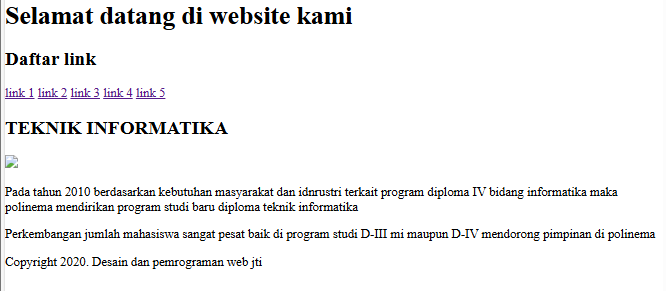 Selamat datang di website kami
Daftar link
link 1 link 2 link 3 link 4 link 5
TEKNIK INFORMATIKA
Pada tahun 2010 berdasarkan kebutuhan masyarakat dan idnrustri terkait program diploma IV bidang informatika maka
polinema mendirikan program studi baru diploma teknik informatika
Perkembangan jumlah mahasiswa sangat pesat baik di program studi D-III mi maupun D-IV mendorong pimpinan di polinema
Copyright 2020. Desain dan pemrograman web jti